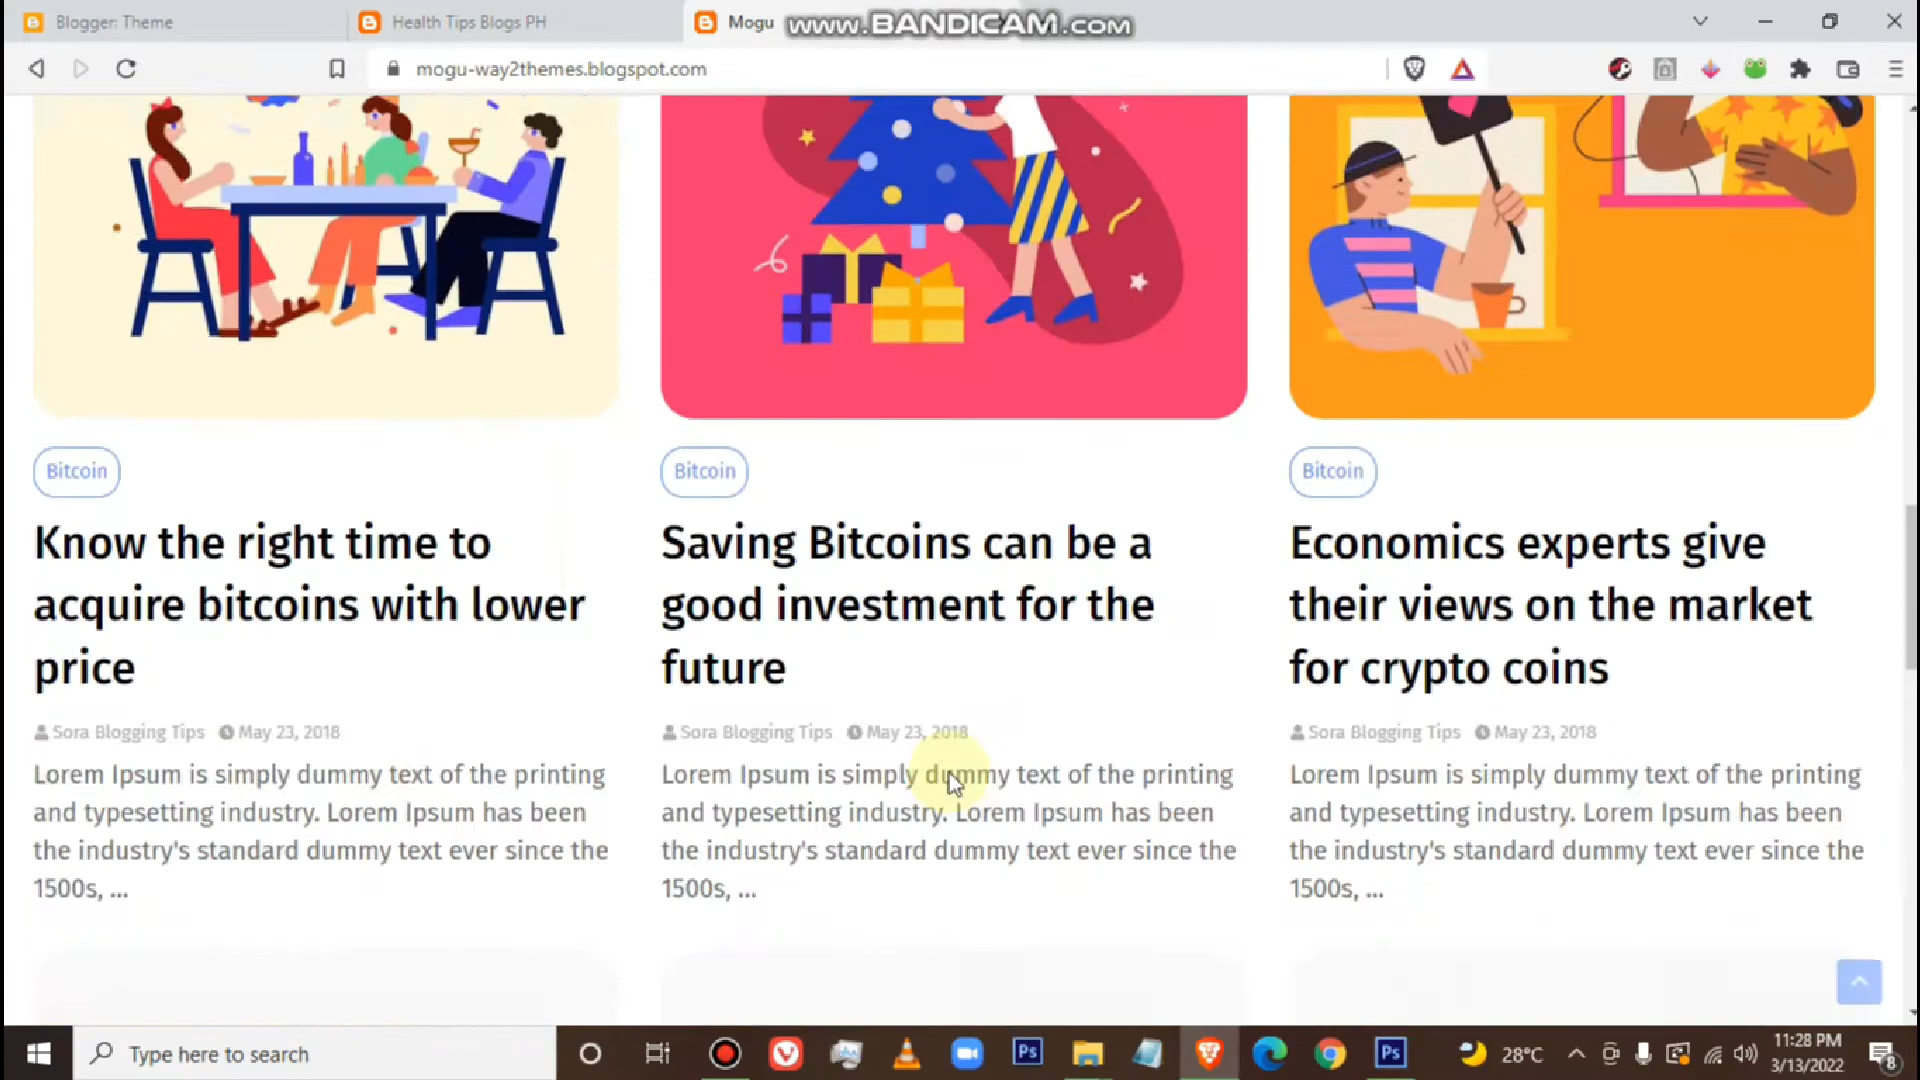 Blogger: Theme
Health Tips Blogs PH
Mogu
www.BANDICAM.com
mogu-way2themes.blogspot.com
Bitcoin
Know the right time to
acquire bitcoins with lower
price
Sora Blogging Tips May 23, 2018
Lorem Ipsum is simply dummy text of the printing
and typesetting industry. Lorem Ipsum has been
the industry's standard dummy text ever since the
1500s, ...
Bitcoin
Saving Bitcoins can be a
good investment for the
future
Sora Blogging Tips May 23, 2018
Lorem Ipsum is simply dummy text of the printing
and typesetting industry. Lorem Ipsum has been
the industry's standard dummy text ever since the
1500s, ...
Bitcoin
Economics experts give
their views on the market
for crypto coins
Sora Blogging Tips May 23, 2018
Lorem Ipsum is simply dummy text of the printing
and typesetting industry. Lorem Ipsum has been
the industry's standard dummy text ever since the
1500s, ...
Type here to search
Ps
Ps
28°C
11:28 PM
3/13/2022
8